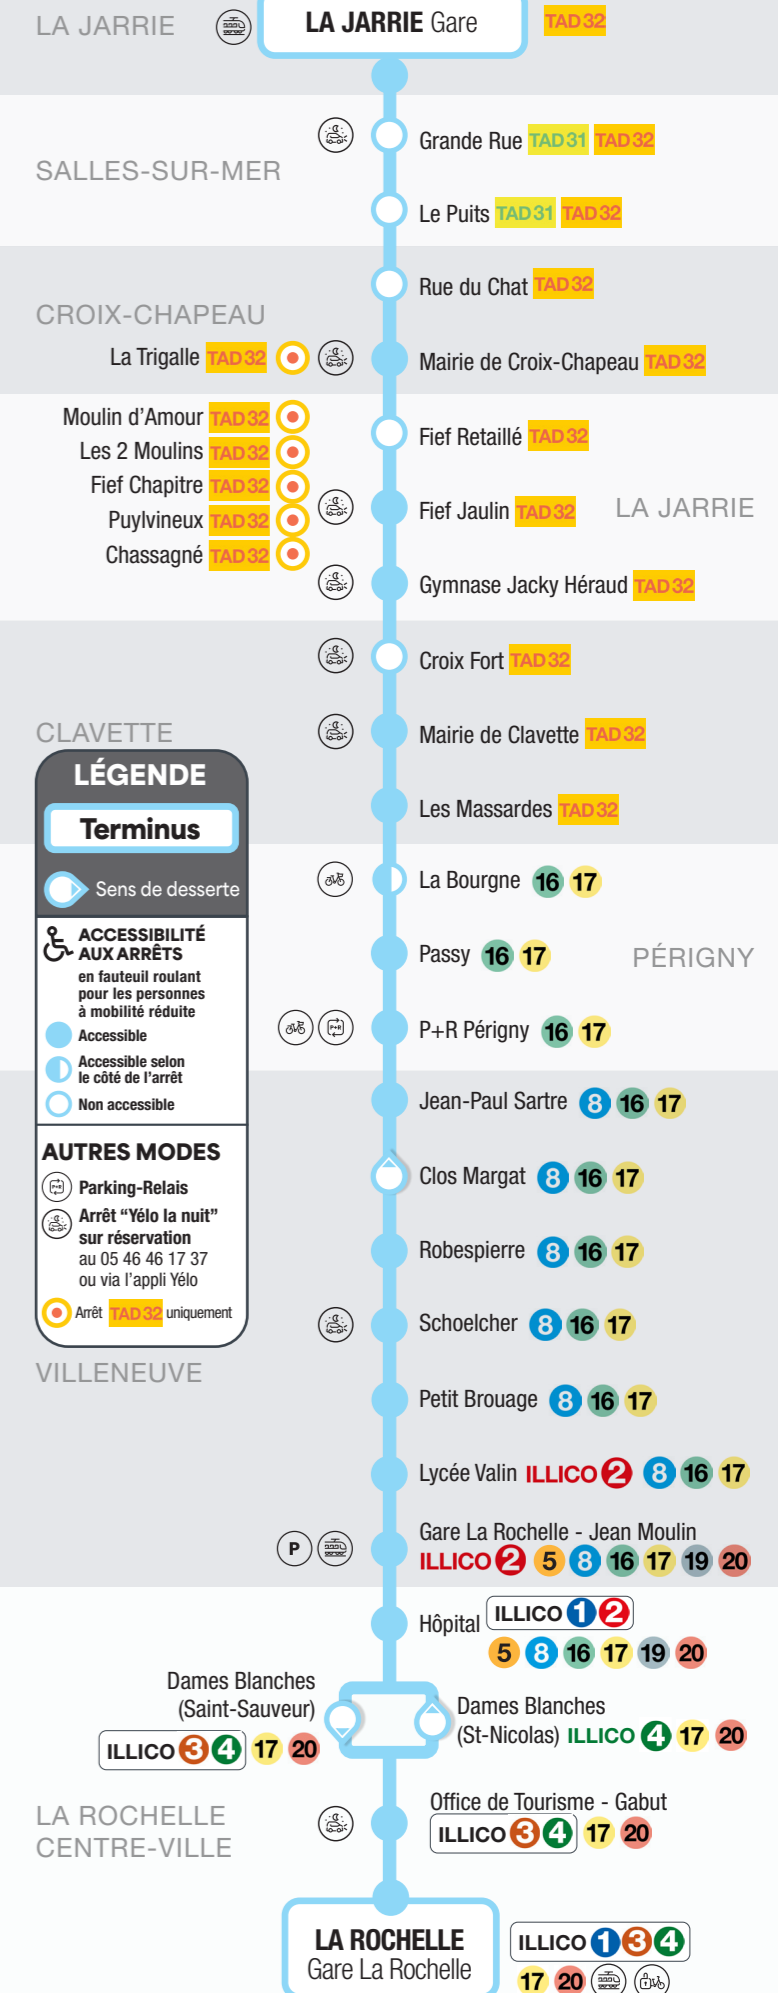 LA JARRIE
LA JARRIE Gare TAD 32
SALLES-SUR-MER
Grande Rue TAD 31 TAD 32
Le Puits TAD 31 TAD 32
CROIX-CHAPEAU
Rue du Chat TAD 32
La Trigalle TAD 32
Mairie de Croix-Chapeau TAD 32
Moulin d'Amour TAD 32
Les 2 Moulins TAD 32
Fief Chapitre TAD 32
Puylvineux TAD 32
Chassagné TAD 32
Fief Retaillé TAD 32
Fief Jaulin TAD 32
LA JARRIE
Gymnase Jacky Héraud TAD 32
CLAVETTE
Croix Fort TAD 32
Mairie de Clavette TAD 32
Les Massardes TAD 32
LÉGENDE
Terminus
Sens de desserte
ACCESSIBILITÉ
AUX ARRÊTS
en fauteuil roulant
pour les personnes
à mobilité réduite
Accessible
Accessible selon
le côté de l'arrêt
Non accessible
AUTRES MODES
P+R Parking-Relais
Arrêt “Yélo la nuit”
sur réservation
au 05 46 46 17 37
ou via l'appli Yélo
Arrêt TAD 32 uniquement
La Bourgne 16 17
Passy 16 17
PÉRIGNY
P+R
P+R Périgny 16 17
Jean-Paul Sartre 8 16 17
Clos Margat 8 16 17
Robespierre 8 16 17
Schoelcher 8 16 17
VILLENEUVE
Petit Brouage 8 16 17
Lycée Valin ILLICO 2 8 16 17
P
Gare La Rochelle - Jean Moulin
ILLICO 2 5 8 16 17 19 20
Hôpital ILLICO 1 2
5 8 16 17 19 20
Dames Blanches
(Saint-Sauveur)
ILLICO 3 4 17 20
Dames Blanches
(St-Nicolas) ILLICO 4 17 20
LA ROCHELLE
CENTRE-VILLE
Office de Tourisme - Gabut
ILLICO 3 4 17 20
LA ROCHELLE
Gare La Rochelle
ILLICO 1 3 4
17 20